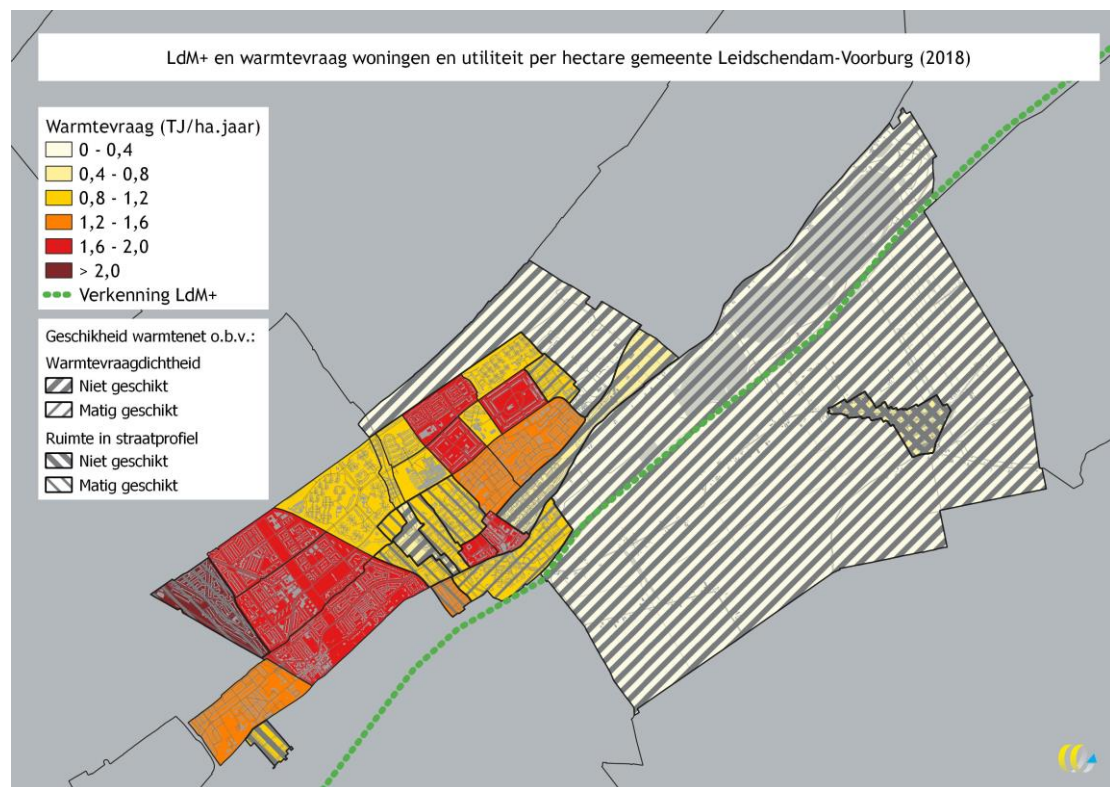 LdM+ en warmtevraag woningen en utiliteit per hectare gemeente Leidschendam-Voorburg (2018)
Warmtevraag (TJ/ha.jaar)
0 - 0,4
0,4 - 0,8
0,8 - 1,2
1,2 - 1,6
1,6 - 2,0
> 2,0
Verkenning LdM+
Geschikheid warmtenet o.b.v.:
Warmtevraagdichtheid
Niet geschikt
Matig geschikt
Ruimte in straatprofiel
Niet geschikt
Matig geschikt